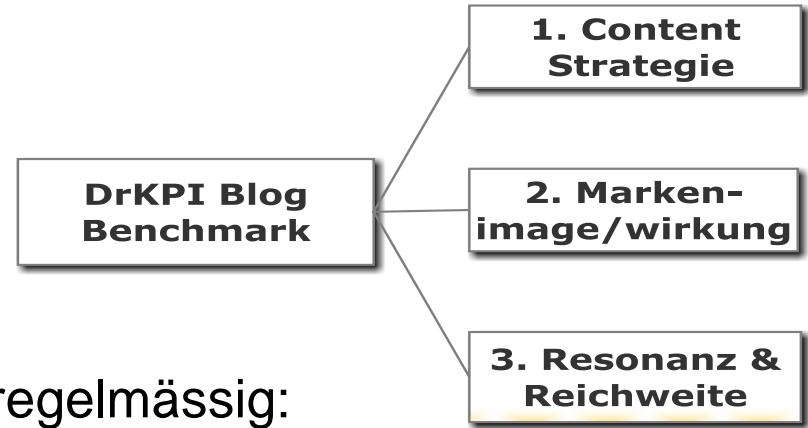 DrKPI Blog
Benchmark
1. Content
Strategie
2. Marken-
image/wirkung
3. Resonanz &
Reichweite
regelmässig: